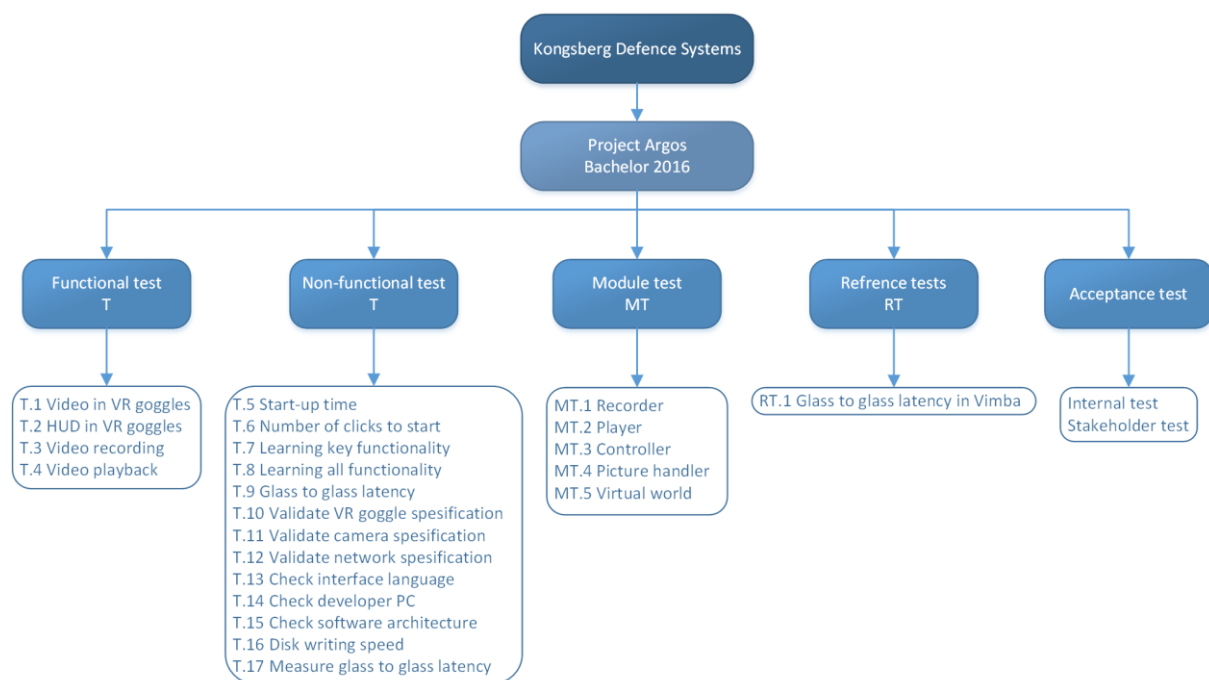 Kongsberg Defence Systems
Project Argos
Bachelor 2016
Functional test
T
Non-functional test
T
Module test
MT
Refrence tests
RT
Acceptance test
T.1 Video in VR goggles
T.2 HUD in VR goggles
T.3 Video recording
T.4 Video playback
T.5 Start-up time
T.6 Number of clicks to start
T.7 Learning key functionality
T.8 Learning all functionality
T.9 Glass to glass latency
T.10 Validate VR goggle spesification
T.11 Validate camera spesification
T.12 Validate network spesification
T.13 Check interface language
T.14 Check developer PC
T.15 Check software architecture
T.16 Disk writing speed
T.17 Measure glass to glass latency
MT.1 Recorder
MT.2 Player
MT.3 Controller
MT.4 Picture handler
MT.5 Virtual world
RT.1 Glass to glass latency in Vimba
Internal test
Stakeholder test